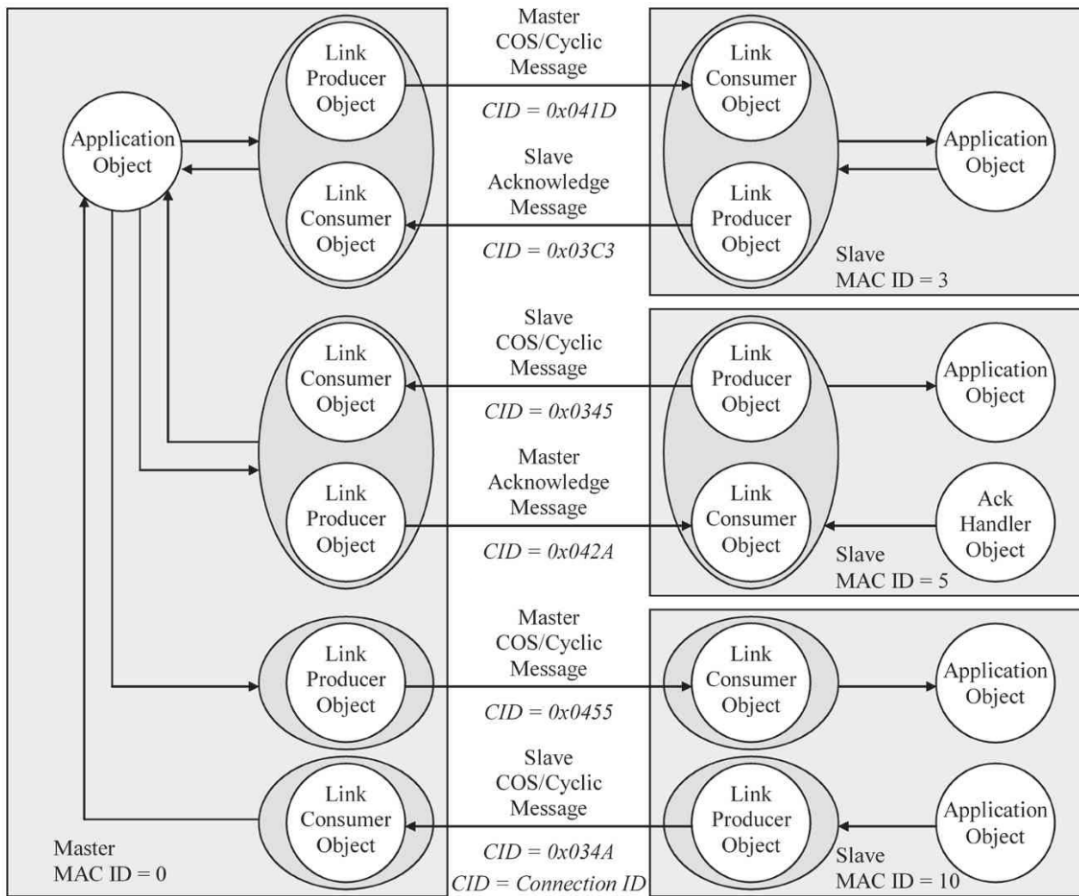 Link
Producer
Object
Link
Consumer
Object
Application
Object
Master
COS/Cyclic
Message
CID = 0x041D
Slave
Acknowledge
Message
CID = 0x03C3
Link
Consumer
Object
Link
Producer
Object
Application
Object
Slave
MAC ID = 3
Link
Consumer
Object
Link
Producer
Object
Slave
COS/Cyclic
Message
CID = 0x0345
Master
Acknowledge
Message
CID = 0x042A
Link
Producer
Object
Link
Consumer
Object
Application
Object
Ack
Handler
Object
Slave
MAC ID = 5
Link
Producer
Object
Master
COS/Cyclic
Message
CID = 0x0455
Link
Consumer
Object
Application
Object
Link
Consumer
Object
Slave
COS/Cyclic
Message
CID = 0x034A
Link
Producer
Object
Application
Object
Master
MAC ID = 0
CID = Connection ID
Slave
MAC ID = 10